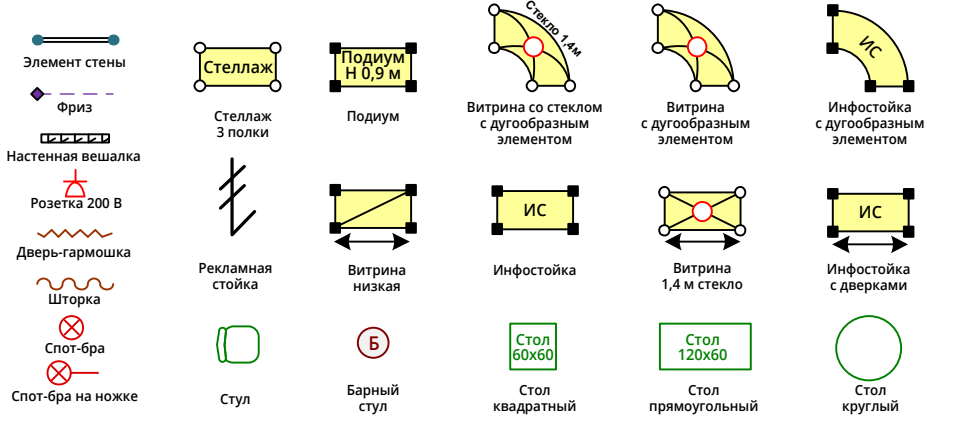 Элемент стены
Фриз
Настенная вешалка
Розетка 200 В
Дверь-гармошка
Шторка
Спот-бра
Спот-бра на ножке
Стеллаж
Стеллаж
3 полки
Подиум
H 0,9 м
Подиум
Стекло 1,4м
Витрина со стеклом
с дугообразным
элементом
Витрина
с дугообразным
элементом
ИС
Инфостойка
с дугообразным
элементом
Рекламная
стойка
Витрина
низкая
ИС
Инфостойка
Витрина
1,4 м стекло
ИС
Инфостойка
с дверками
Стул
Б
Барный
стул
Стол
60х60
Стол
квадратный
Стол
120х60
Стол
прямоугольный
Стол
круглый